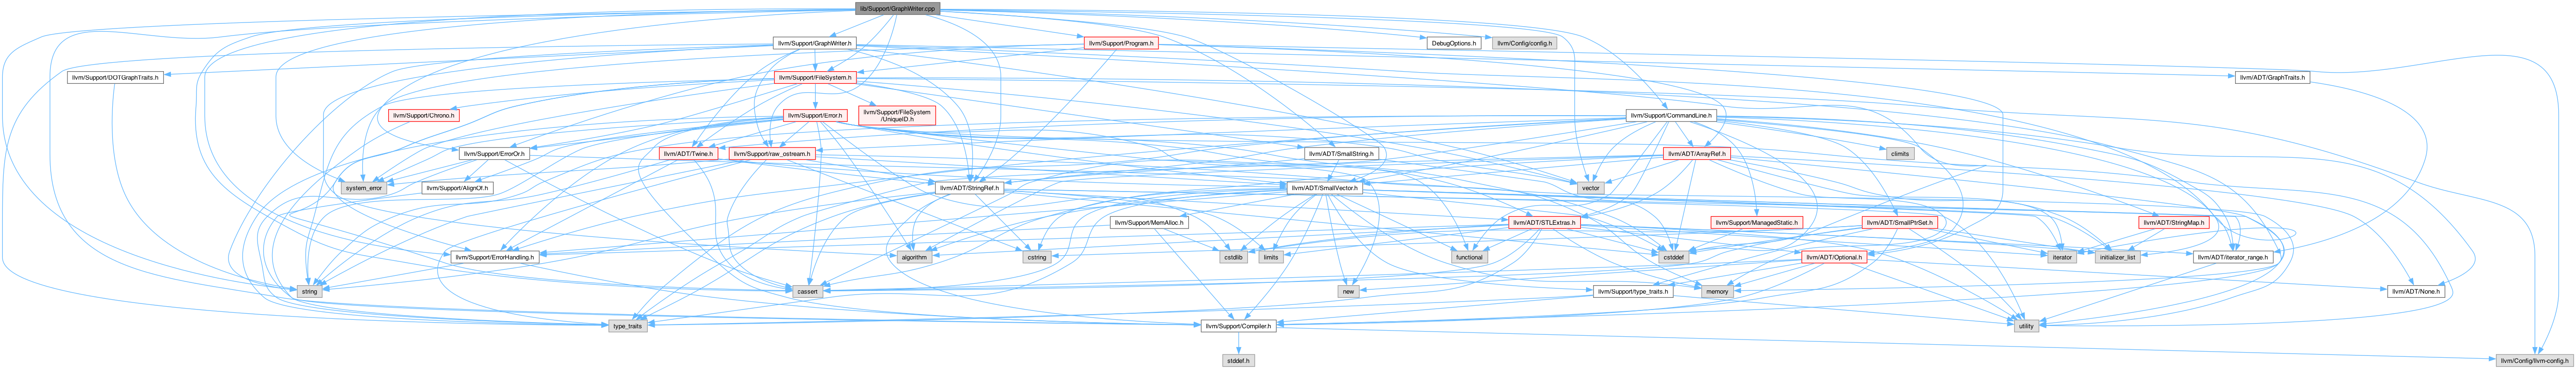 lib/Support/GraphWriter.cpp
llvm/Support/GraphWriter.h
llvm/Support/Program.h
DebugOptions.h
llvm/Config/config.h
llvm/Support/DOTGraphTraits.h
llvm/Support/FileSystem.h
llvm/ADT/GraphTraits.h
llvm/Support/Chrono.h
llvm/Support/Error.h
llvm/Support/FileSystem
/UniqueID.h
llvm/Support/CommandLine.h
llvm/Support/ErrorOr.h
llvm/ADT/Twine.h
llvm/Support/raw_ostream.h
llvm/ADT/SmallString.h
llvm/ADT/ArrayRef.h
climits
system_error
llvm/Support/AlignOf.h
llvm/ADT/StringRef.h
llvm/ADT/SmallVector.h
vector
llvm/Support/MemAlloc.h
llvm/ADT/STLExtras.h
llvm/Support/ManagedStatic.h
llvm/ADT/SmallPtrSet.h
llvm/ADT/StringMap.h
llvm/Support/ErrorHandling.h
algorithm
cstring
cstdlib
limits
functional
cstddef
llvm/ADT/Optional.h
iterator
initializer_list
llvm/ADT/iterator_range.h
string
cassert
new
llvm/Support/type_traits.h
memory
llvm/ADT/None.h
type_traits
llvm/Support/Compiler.h
utility
stddef.h
llvm/Config/llvm-config.h